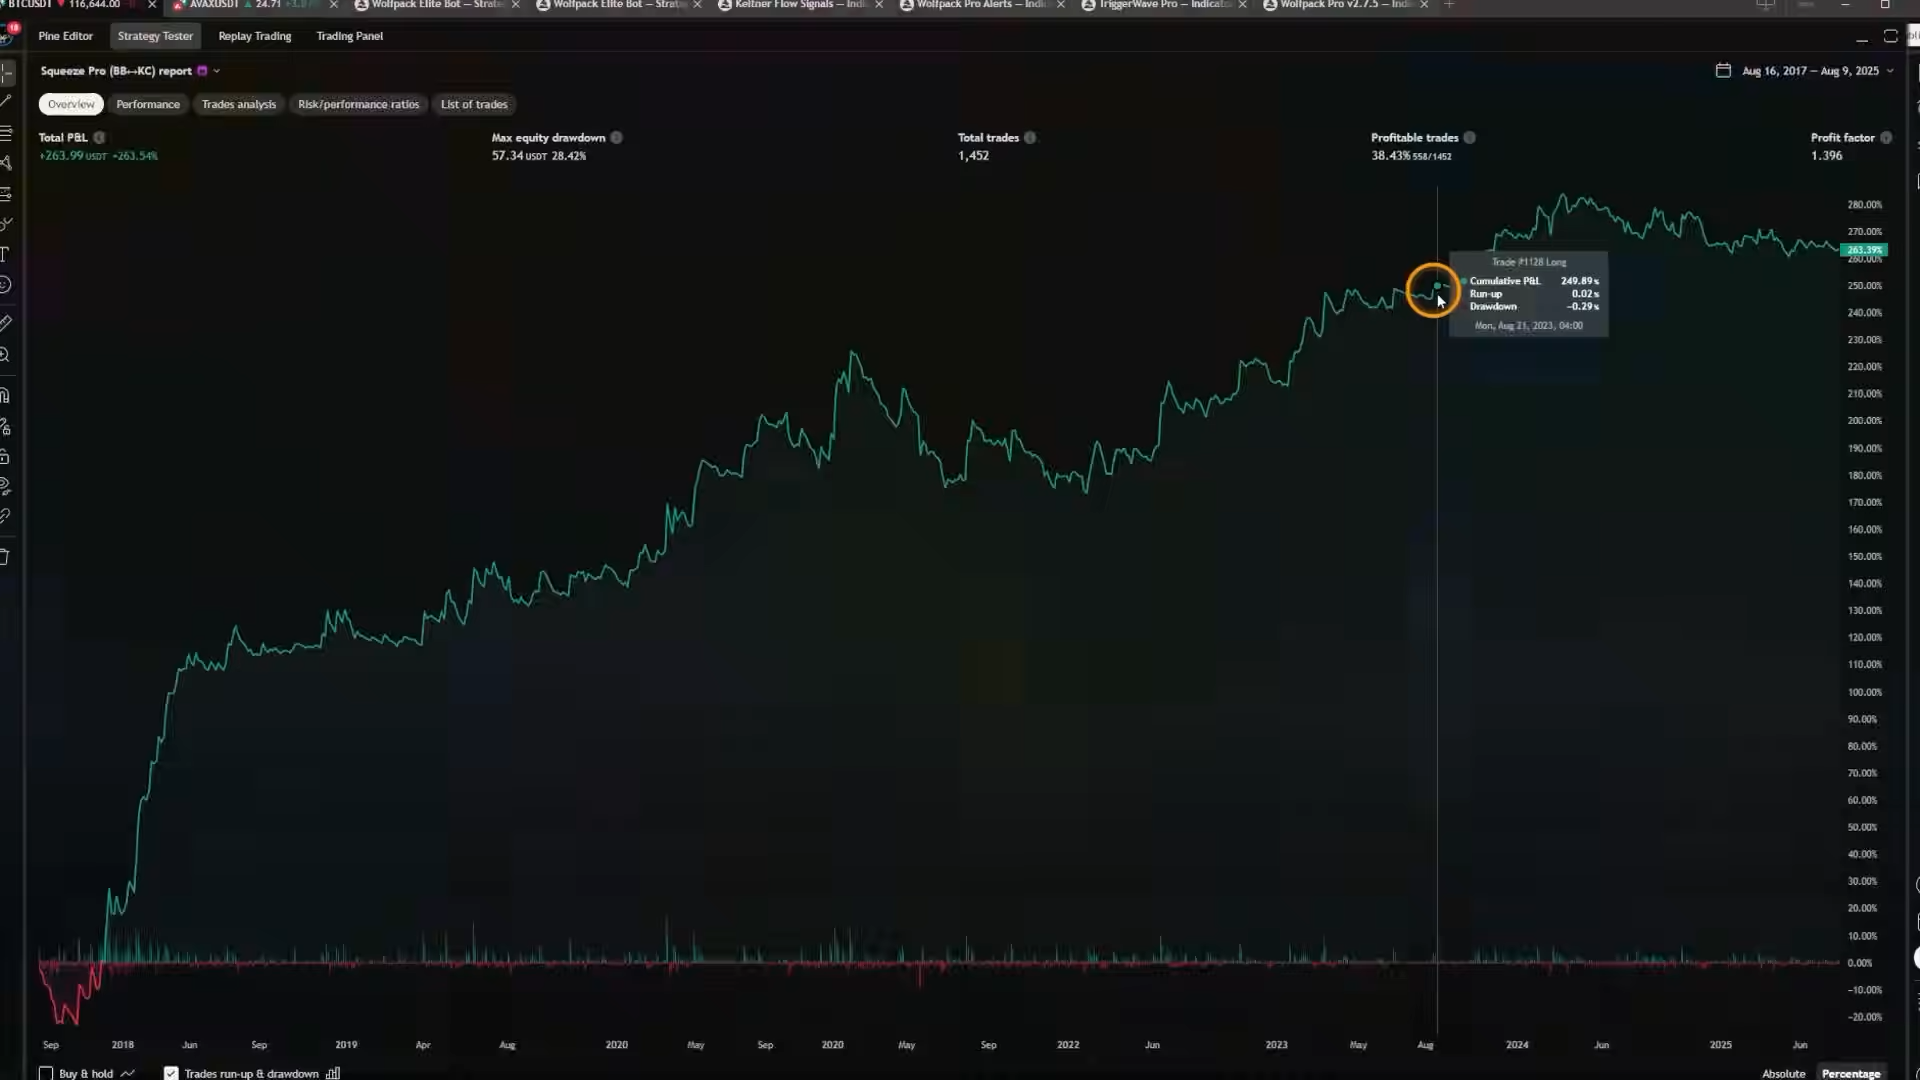 BTCUSDT 116,644.00
AVAXUSDT 24.71
Wolfpack Elite Bot — Strate
Wolfpack Elite Bot — Strate
Keltner Flow Signals — Indi
Wolfpack Pro Alerts — Indi
TriggerWave Pro — Indicato
Wolfpack Pro v2.7.5 — Indi
Pine Editor
Strategy Tester
Replay Trading
Trading Panel
18
Squeeze Pro (BB↔KC) report
Aug 16, 2017 — Aug 9, 2025
Overview
Performance
Trades analysis
Risk/performance ratios
List of trades
Total P&L
+263.99 USDT +263.54%
Max equity drawdown
57.34 USDT 28.42%
Total trades
1,452
Profitable trades
38.43% 558/1452
Profit factor
1.396
280.00%
270.00%
263.39%
260.00%
250.00%
240.00%
230.00%
220.00%
210.00%
200.00%
190.00%
180.00%
170.00%
160.00%
150.00%
140.00%
130.00%
120.00%
110.00%
100.00%
90.00%
80.00%
70.00%
60.00%
50.00%
40.00%
30.00%
20.00%
10.00%
0.00%
−10.00%
−20.00%
Trade #1128 Long
Cumulative P&L 249.89%
Run-up 0.02%
Drawdown −0.29%
Mon, Aug 21, 2023, 04:00
Sep 2018 Jun Sep 2019 Apr Aug 2020 May Sep 2020 May Sep 2022 Jun 2023 May Aug 2024 Jun 2025 Jun
Buy & hold
Trades run-up & drawdown
Absolute
Percentage